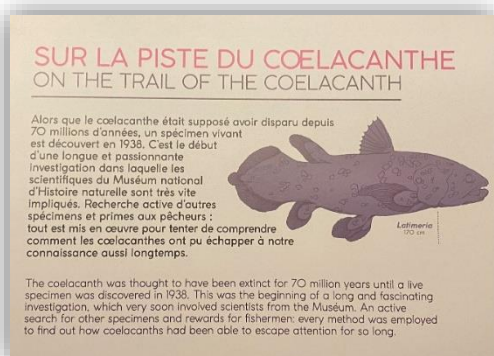 SUR LA PISTE DU CŒLACANTHE
ON THE TRAIL OF THE COELACANTH
Alors que le cœlacanthe était supposé avoir disparu depuis
70 millions d'années, un spécimen vivant
est découvert en 1938. C'est le début
d'une longue et passionnante
investigation dans laquelle les
scientifiques du Muséum national
d'Histoire naturelle sont très vite
impliqués. Recherche active d'autres
spécimens et primes aux pêcheurs :
tout est mis en œuvre pour tenter de comprendre
comment les cœlacanthes ont pu échapper à notre
connaissance aussi longtemps.
Latimeria
170 cm
The coelacanth was thought to have been extinct for 70 million years until a live
specimen was discovered in 1938. This was the beginning of a long and fascinating
investigation, which very soon involved scientists from the Muséum. An active
search for other specimens and rewards for fishermen: every method was employed
to find out how coelacanths had been able to escape attention for so long.